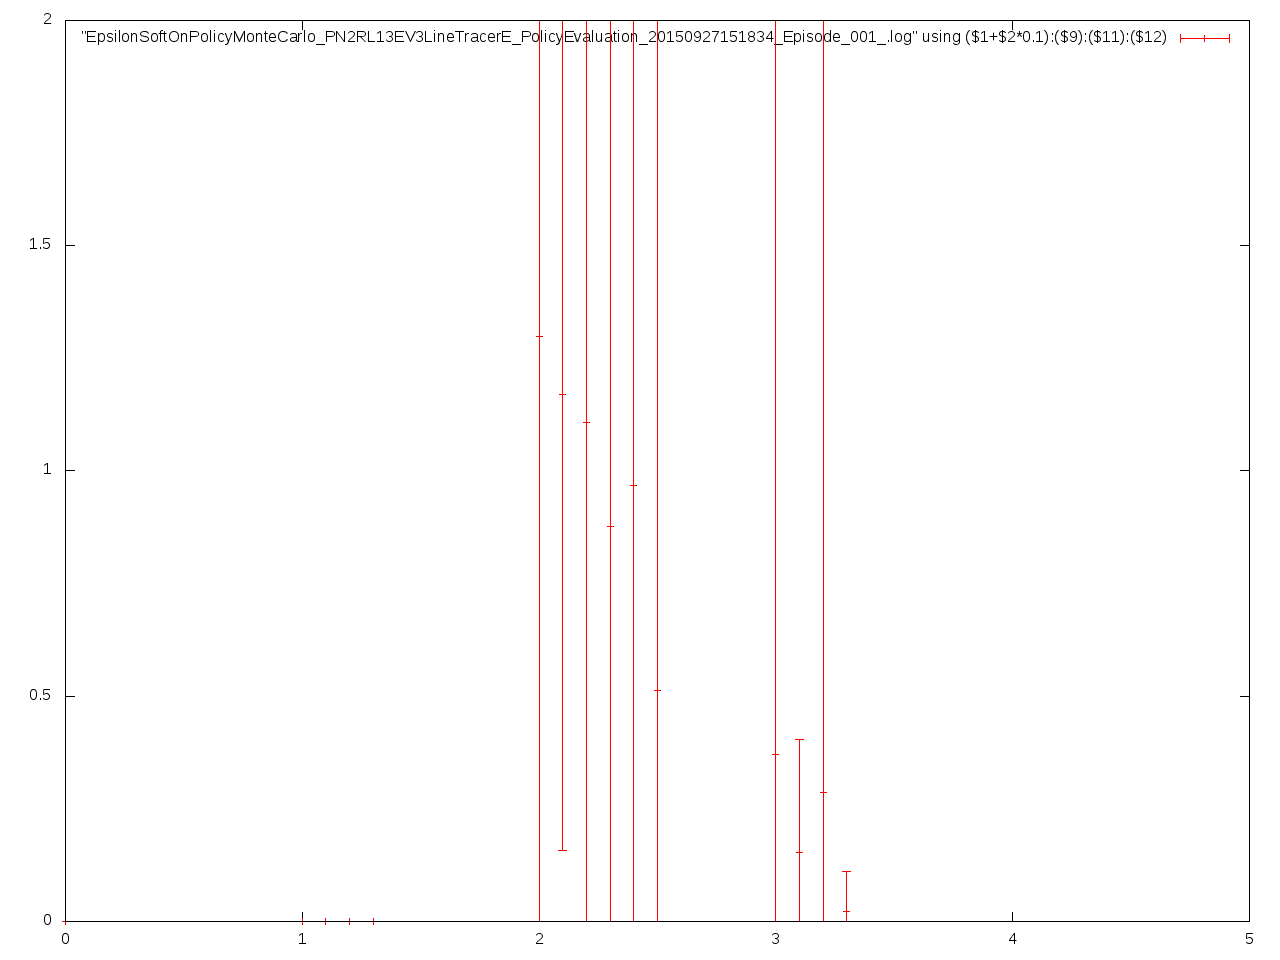 2
"EpsilonSoftOnPolicyMonteCarlo_PN2RL13EV3LineTracerE_PolicyEvaluation_20150927151834_Episode_001_.log" using ($1+$2*0.1):($9):($11):($12)
1.5
1
0.5
0
0 1 2 3 4 5